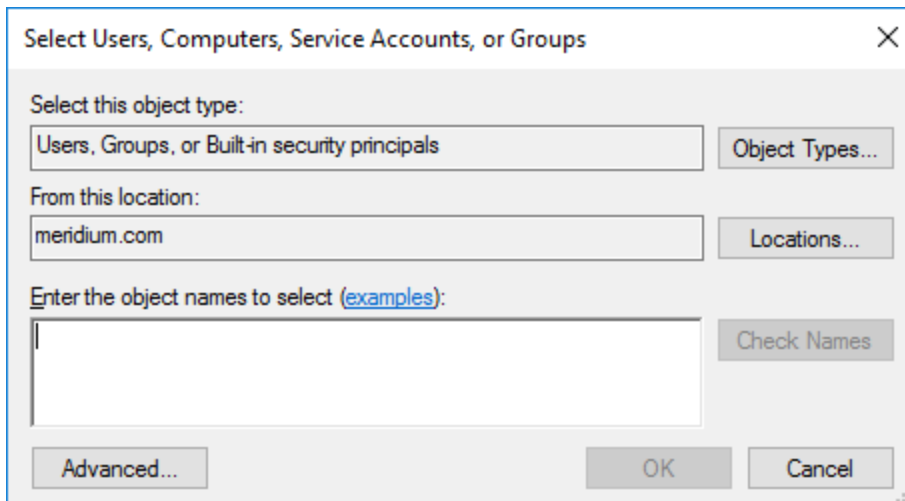 Select Users, Computers, Service Accounts, or Groups
Select this object type:
Users, Groups, or Built-in security principals
Object Types...
From this location:
meridium.com
Locations...
Enter the object names to select (examples):
Check Names
Advanced...
OK
Cancel